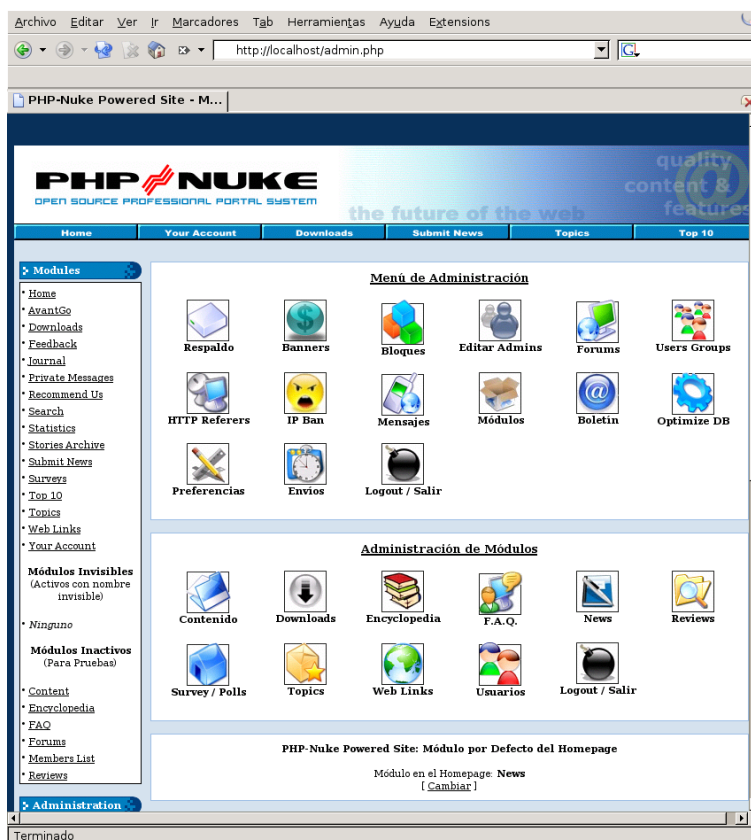 Archivo Editar Ver Ir Marcadores Tab Herramientas Ayuda Extensions
http://localhost/admin.php
G
PHP-Nuke Powered Site - M...
PHP NUKE
OPEN SOURCE PROFESSIONAL PORTAL SYSTEM
the future of the web
quality
content &
features
Home Your Account Downloads Submit News Topics Top 10
Modules
Home
AvantGo
Downloads
Feedback
Journal
Private Messages
Recommend Us
Search
Statistics
Stories Archive
Submit News
Surveys
Top 10
Topics
Web Links
Your Account
Módulos Invisibles
(Activos con nombre
invisible)
Ninguno
Módulos Inactivos
(Para Pruebas)
Content
Encyclopedia
FAQ
Forums
Members List
Reviews
Administration
Menú de Administración
Respaldo Banners Bloques Editar Admins Forums Users Groups
HTTP Referers IP Ban Mensajes Módulos Boletín Optimize DB
Preferencias Envíos Logout / Salir
Administración de Módulos
Contenido Downloads Encyclopedia F.A.Q. News Reviews
Survey / Polls Topics Web Links Usuarios Logout / Salir
PHP-Nuke Powered Site: Módulo por Defecto del Homepage
Módulo en el Homepage: News
[ Cambiar ]
Terminado